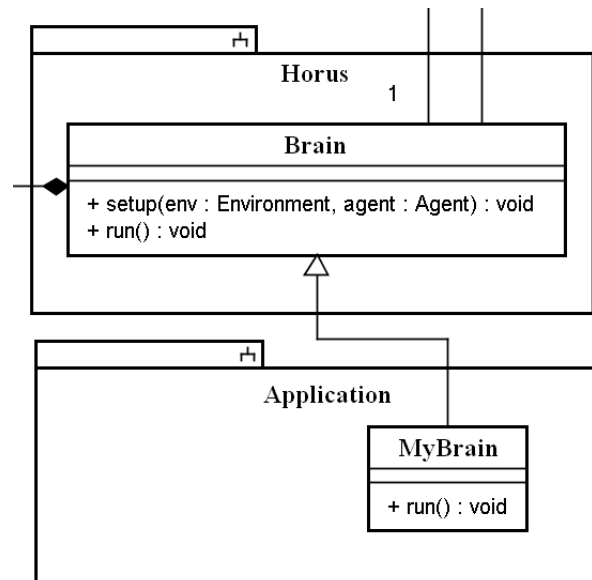 Horus
1
Brain
+ setup(env : Environment, agent : Agent) : void
+ run() : void
Application
MyBrain
+ run() : void